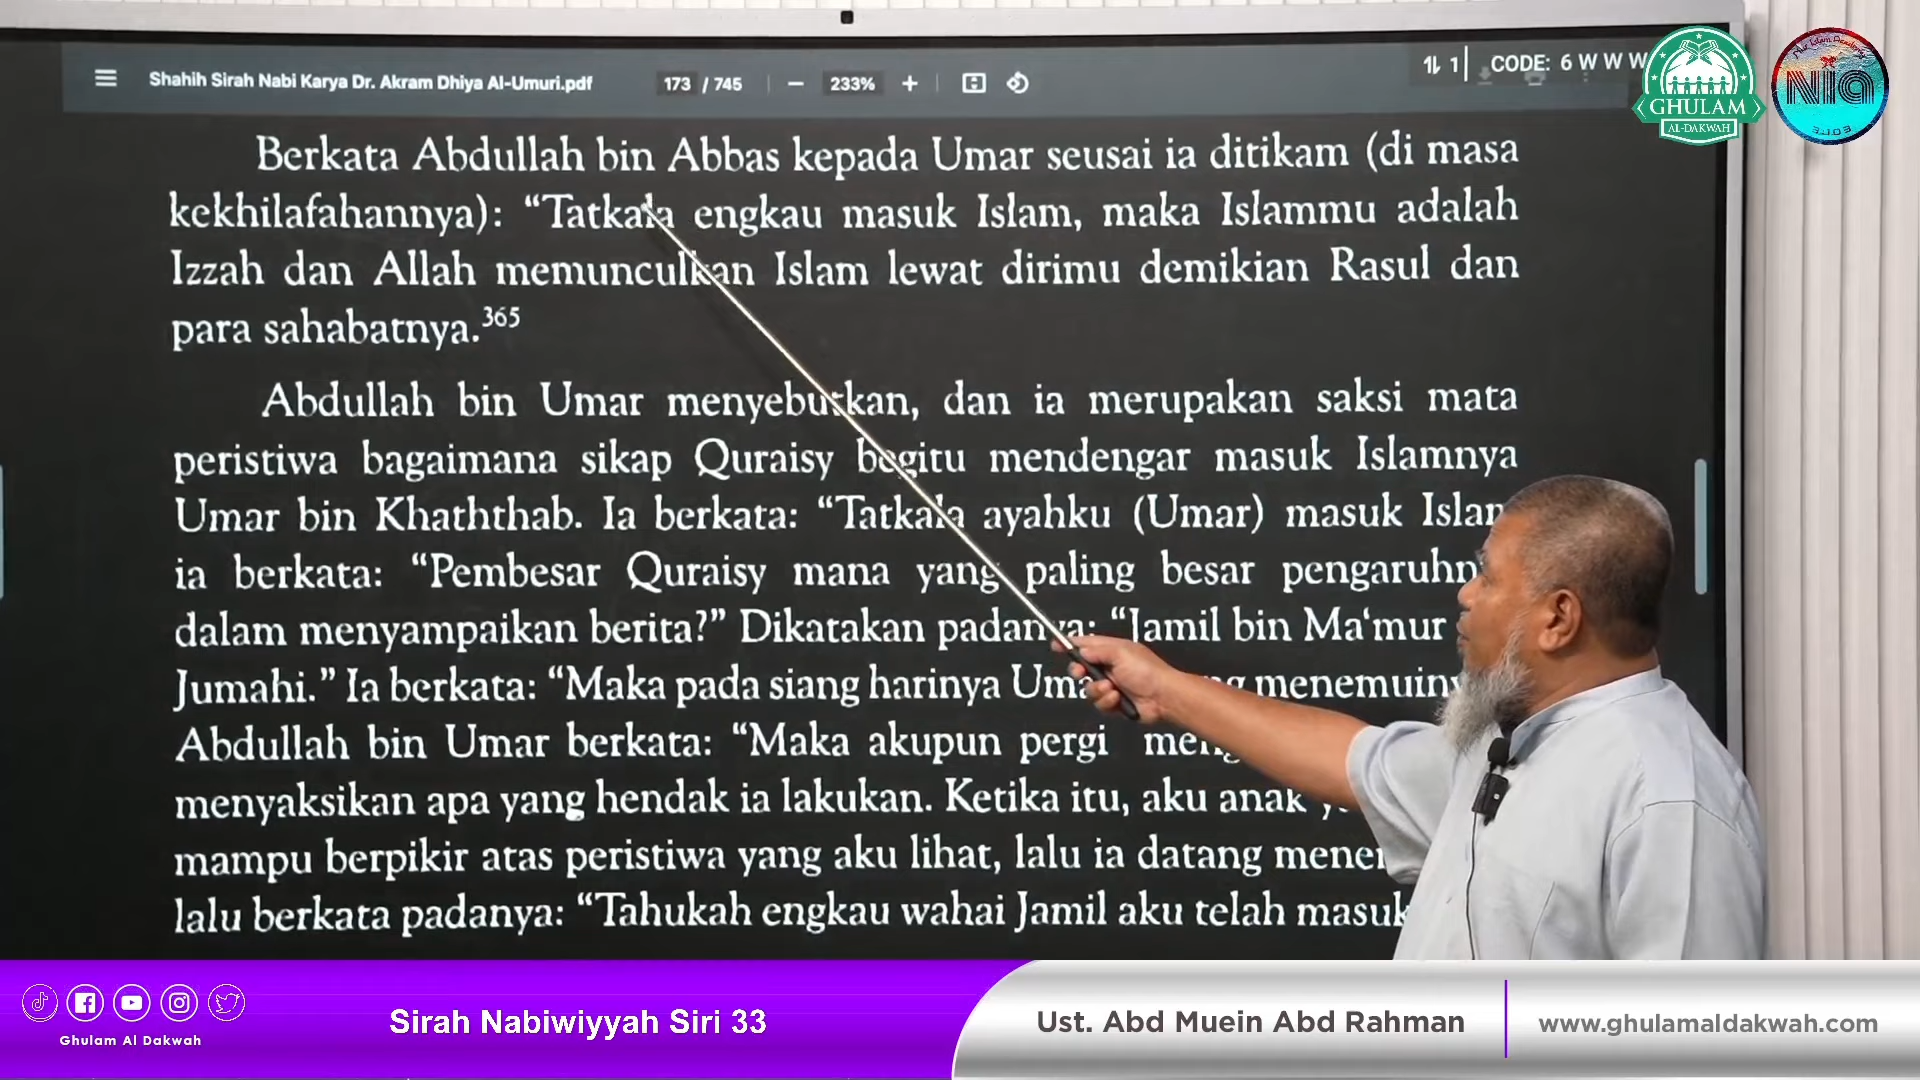 Shahih Sirah Nabi Karya Dr. Akram Dhiya Al-Umuri.pdf
173 / 745
233%
1
CODE: 6 W W W
GHULAM
AL-DAKWAH
NIA
Berkata Abdullah bin Abbas kepada Umar seusai ia ditikam (di masa
kekhilafahannya): “Tatkala engkau masuk Islam, maka Islammu adalah
Izzah dan Allah memunculkan Islam lewat dirimu demikian Rasul dan
para sahabatnya.365
Abdullah bin Umar menyebutkan, dan ia merupakan saksi mata
peristiwa bagaimana sikap Quraisy begitu mendengar masuk Islamnya
Umar bin Khaththab. Ia berkata: “Tatkala ayahku (Umar) masuk
ia berkata: “Pembesar Quraisy mana yang paling besar
dalam menyampaikan berita?” Dikatakan padanya: “Jamil bin Ma‘mur
Jumahi.” Ia berkata: “Maka pada siang harinya
Abdullah bin Umar berkata: “Maka akupun pergi
menyaksikan apa yang hendak ia lakukan. Ketika itu, aku anak
mampu berpikir atas peristiwa yang aku lihat, lalu ia datang
lalu berkata padanya: “Tahukah engkau wahai Jamil aku telah masuk
Ghulam Al Dakwah
Sirah Nabiwiyyah Siri 33
Ust. Abd Muein Abd Rahman
www.ghulamaldakwah.com